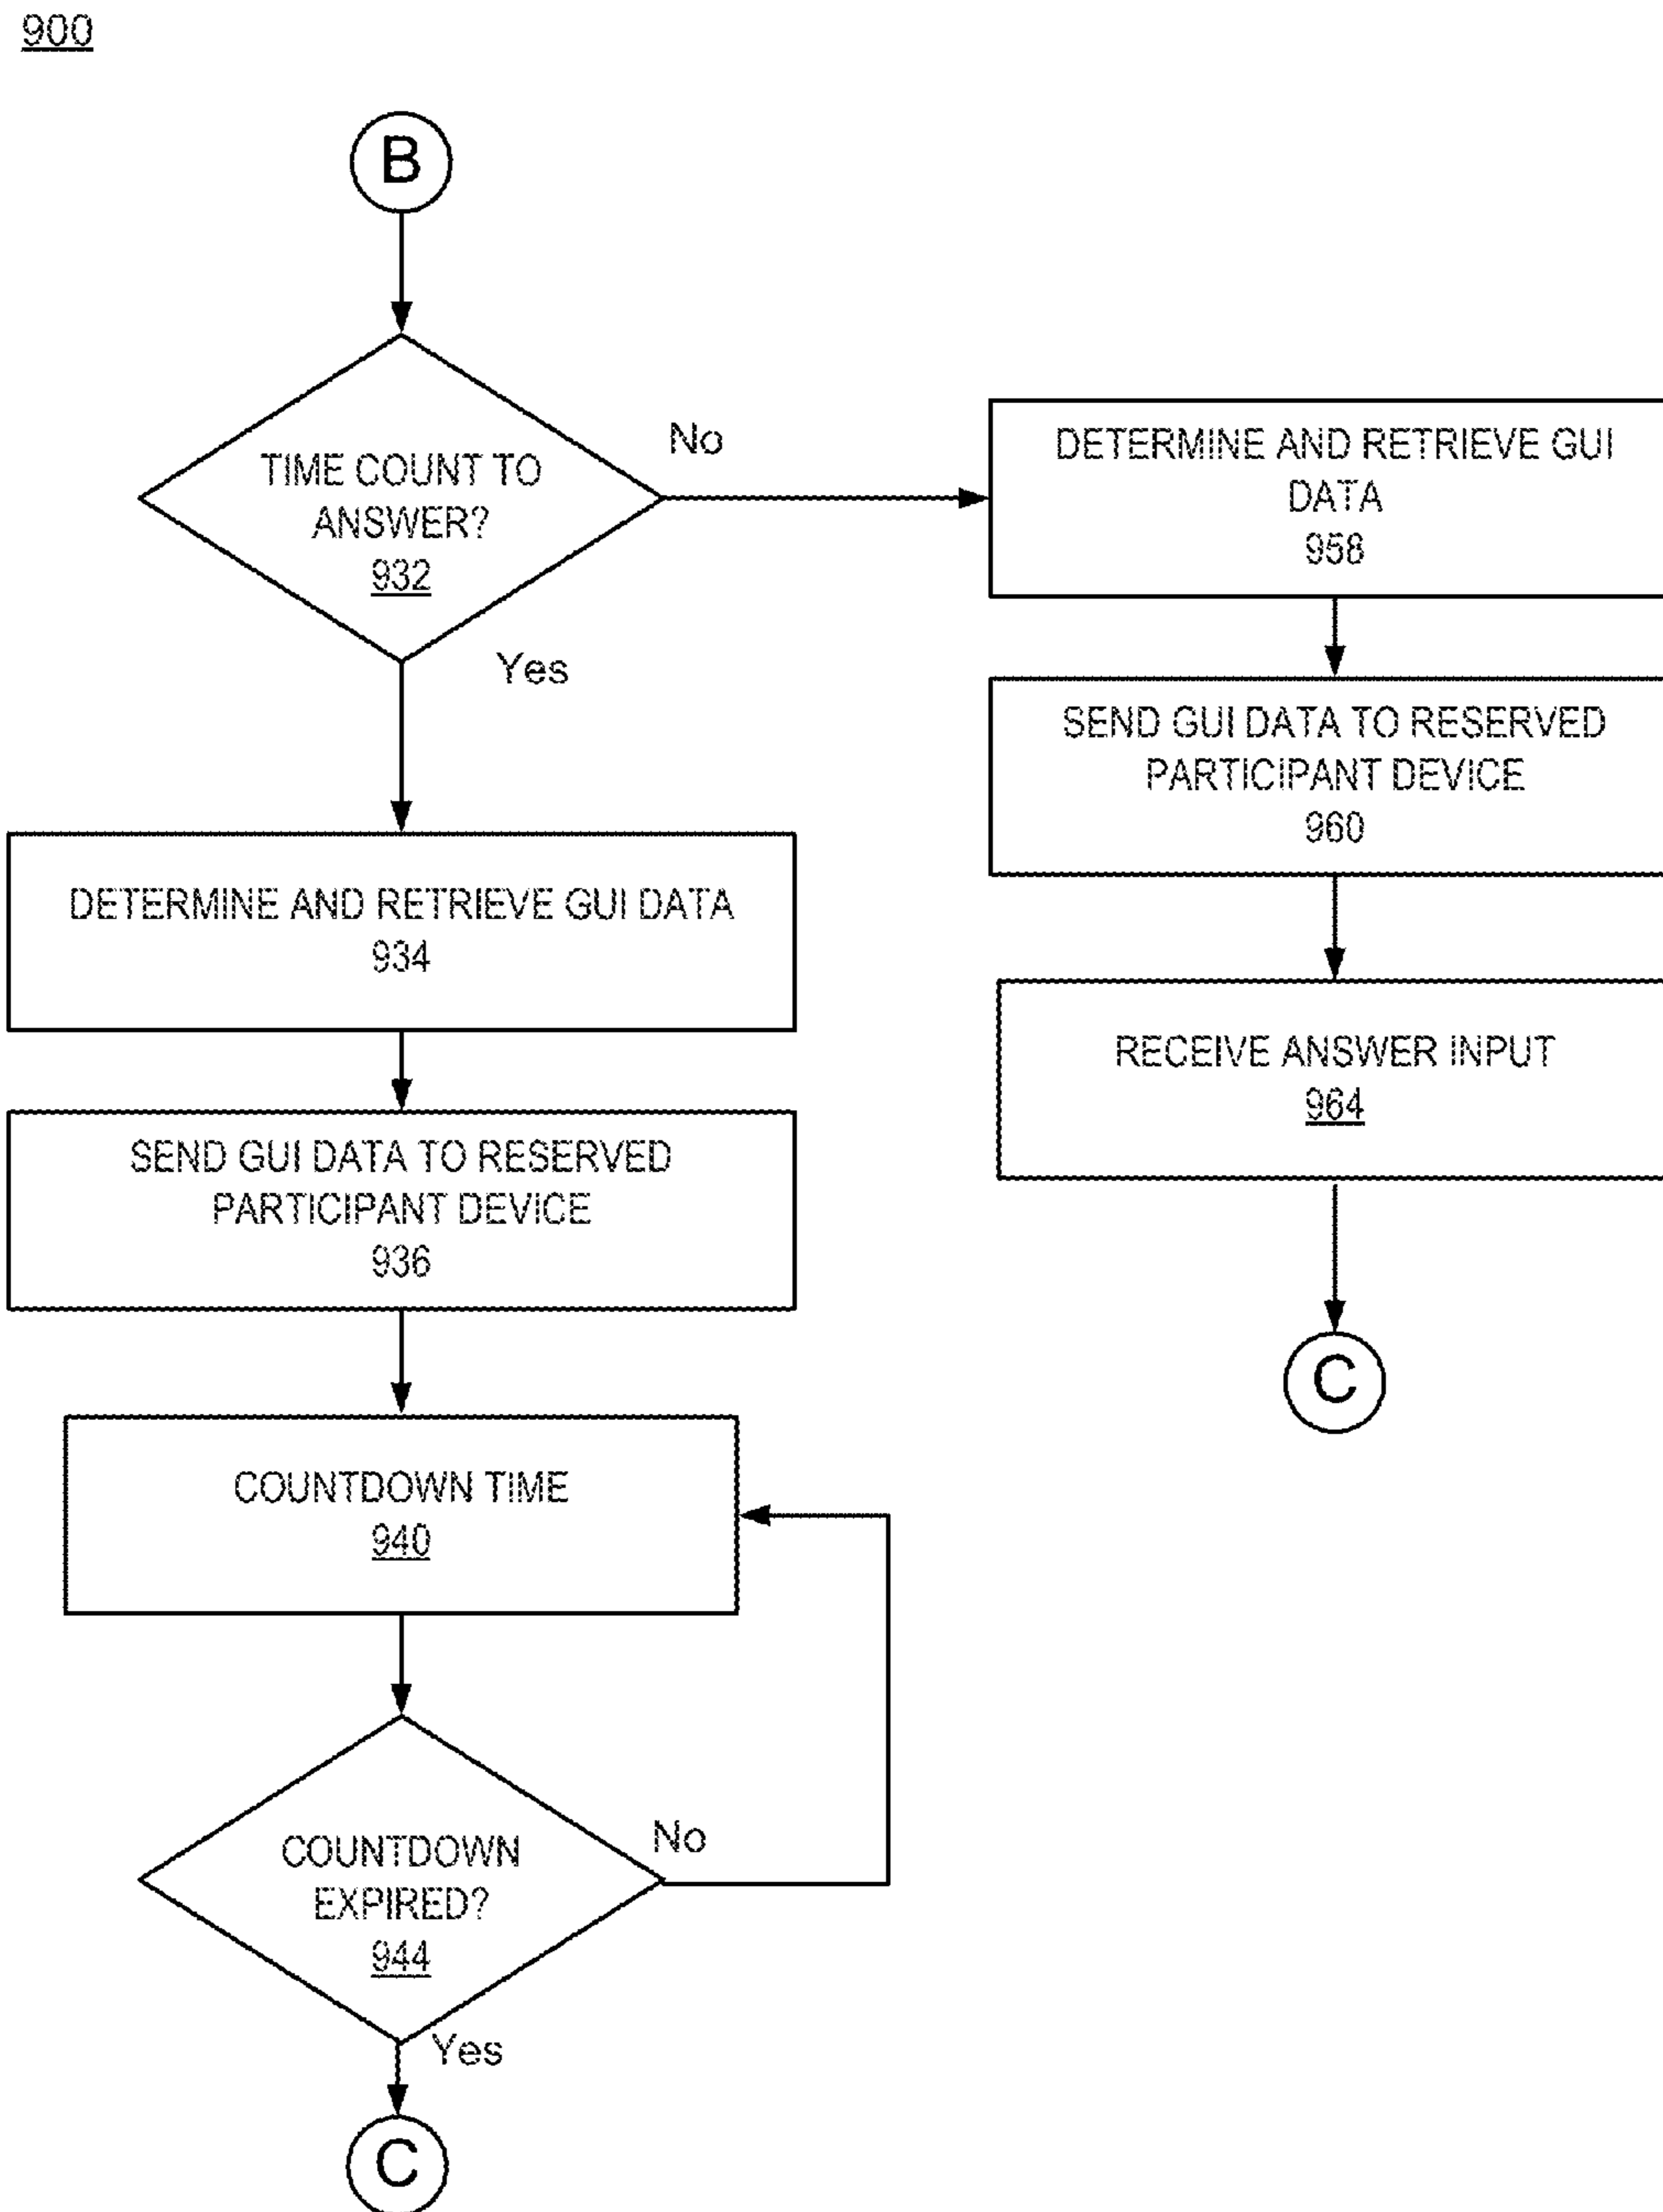 900
B
TIME COUNT TO
ANSWER?
932
No
Yes
DETERMINE AND RETRIEVE GUI
DATA
958
SEND GUI DATA TO RESERVED
PARTICIPANT DEVICE
960
RECEIVE ANSWER INPUT
964
C
DETERMINE AND RETRIEVE GUI DATA
934
SEND GUI DATA TO RESERVED
PARTICIPANT DEVICE
936
COUNTDOWN TIME
940
COUNTDOWN
EXPIRED?
944
No
Yes
C